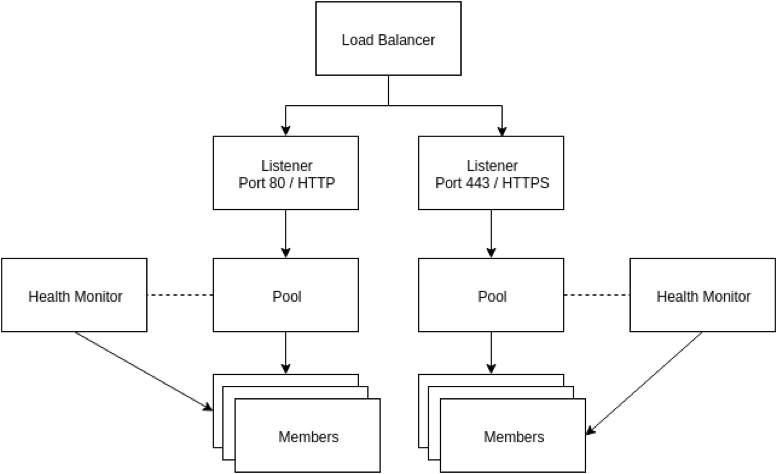 Load Balancer
Listener
Port 80 / HTTP
Listener
Port 443 / HTTPS
Health Monitor
Pool
Pool
Health Monitor
Members
Members